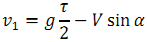 v₁ = g τ/2 − V sin α